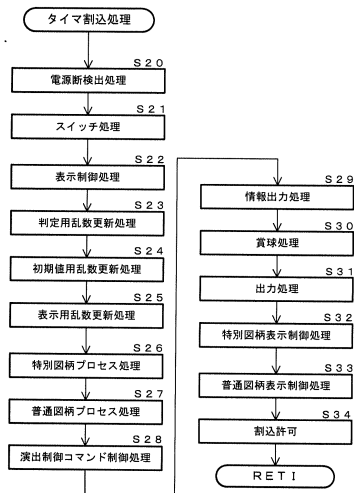 タイマ割込処理
S20
電源断検出処理
S21
スイッチ処理
S22
表示制御処理
S23
判定用乱数更新処理
S24
初期値用乱数更新処理
S25
表示用乱数更新処理
S26
特別図柄プロセス処理
S27
普通図柄プロセス処理
S28
演出制御コマンド制御処理
S29
情報出力処理
S30
賞球処理
S31
出力処理
S32
特別図柄表示制御処理
S33
普通図柄表示制御処理
S34
割込許可
RETI